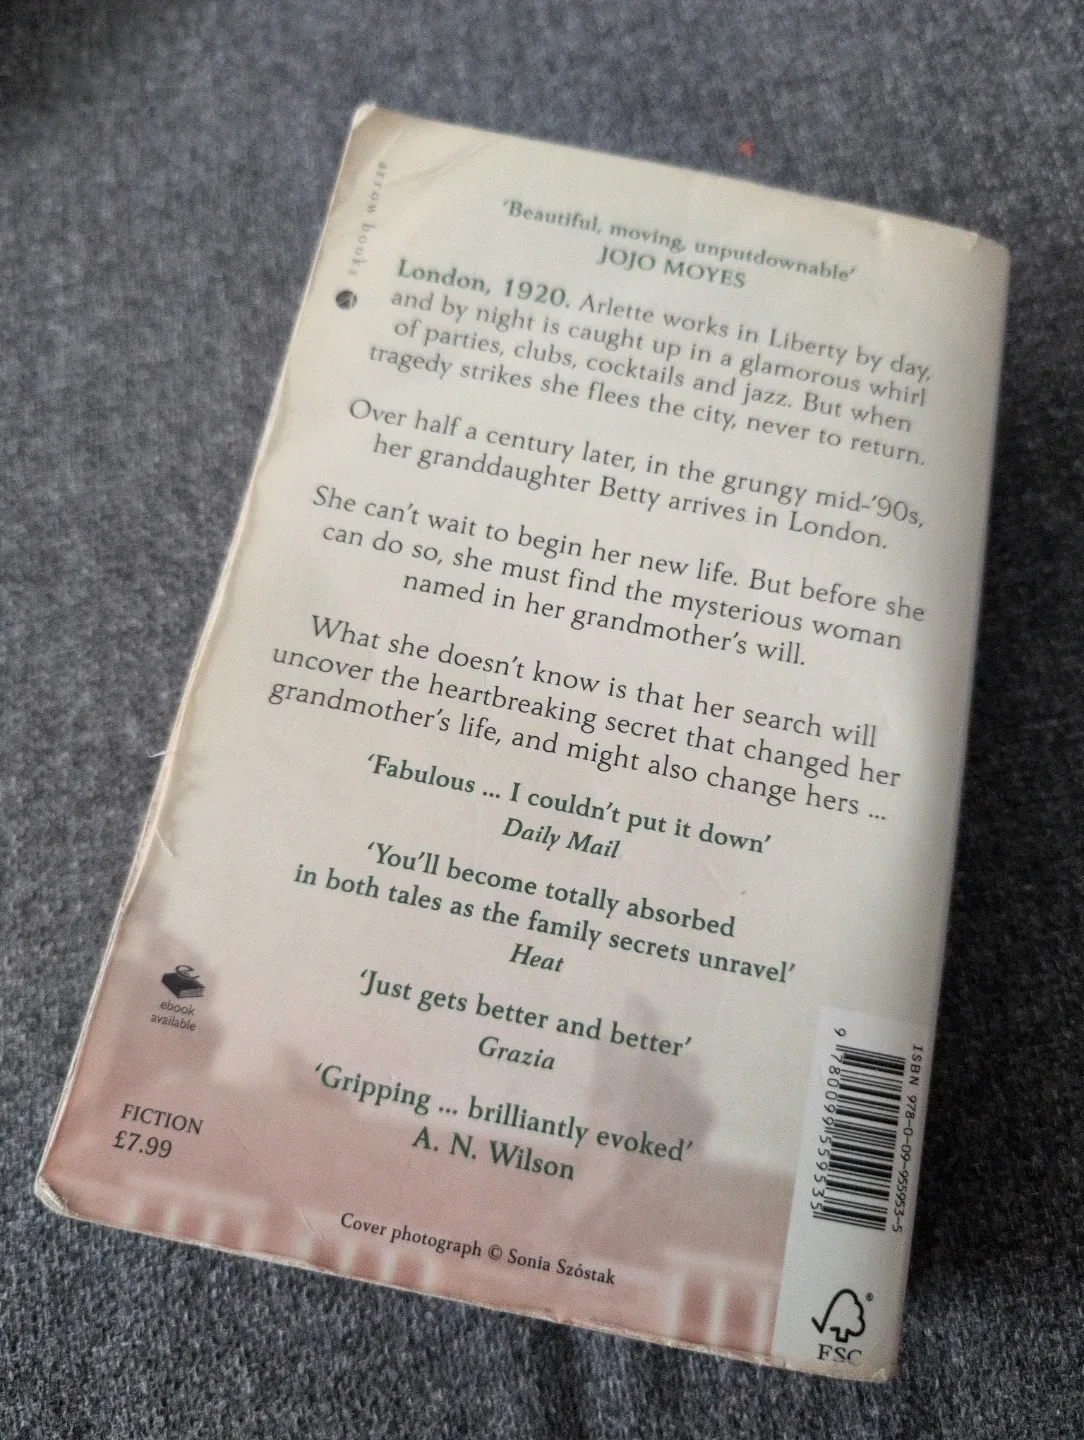 arrow books
'Beautiful, moving, unputdownable'
JOJO MOYES
London, 1920. Arlette works in Liberty by day,
and by night is caught up in a glamorous whirl
of parties, clubs, cocktails and jazz. But when
tragedy strikes she flees the city, never to return.
Over half a century later, in the grungy mid-'90s,
her granddaughter Betty arrives in London.
She can't wait to begin her new life. But before she
can do so, she must find the mysterious woman
named in her grandmother's will.
What she doesn't know is that her search will
uncover the heartbreaking secret that changed her
grandmother's life, and might also change hers ...
'Fabulous ... I couldn't put it down'
Daily Mail
'You'll become totally absorbed
in both tales as the family secrets unravel'
Heat
'Just gets better and better'
Grazia
'Gripping ... brilliantly evoked'
A. N. Wilson
ebook
available
FICTION
£7.99
Cover photograph © Sonia Szóstak
ISBN 978-0-09-955953-5
9 780099 559535
FSC
®